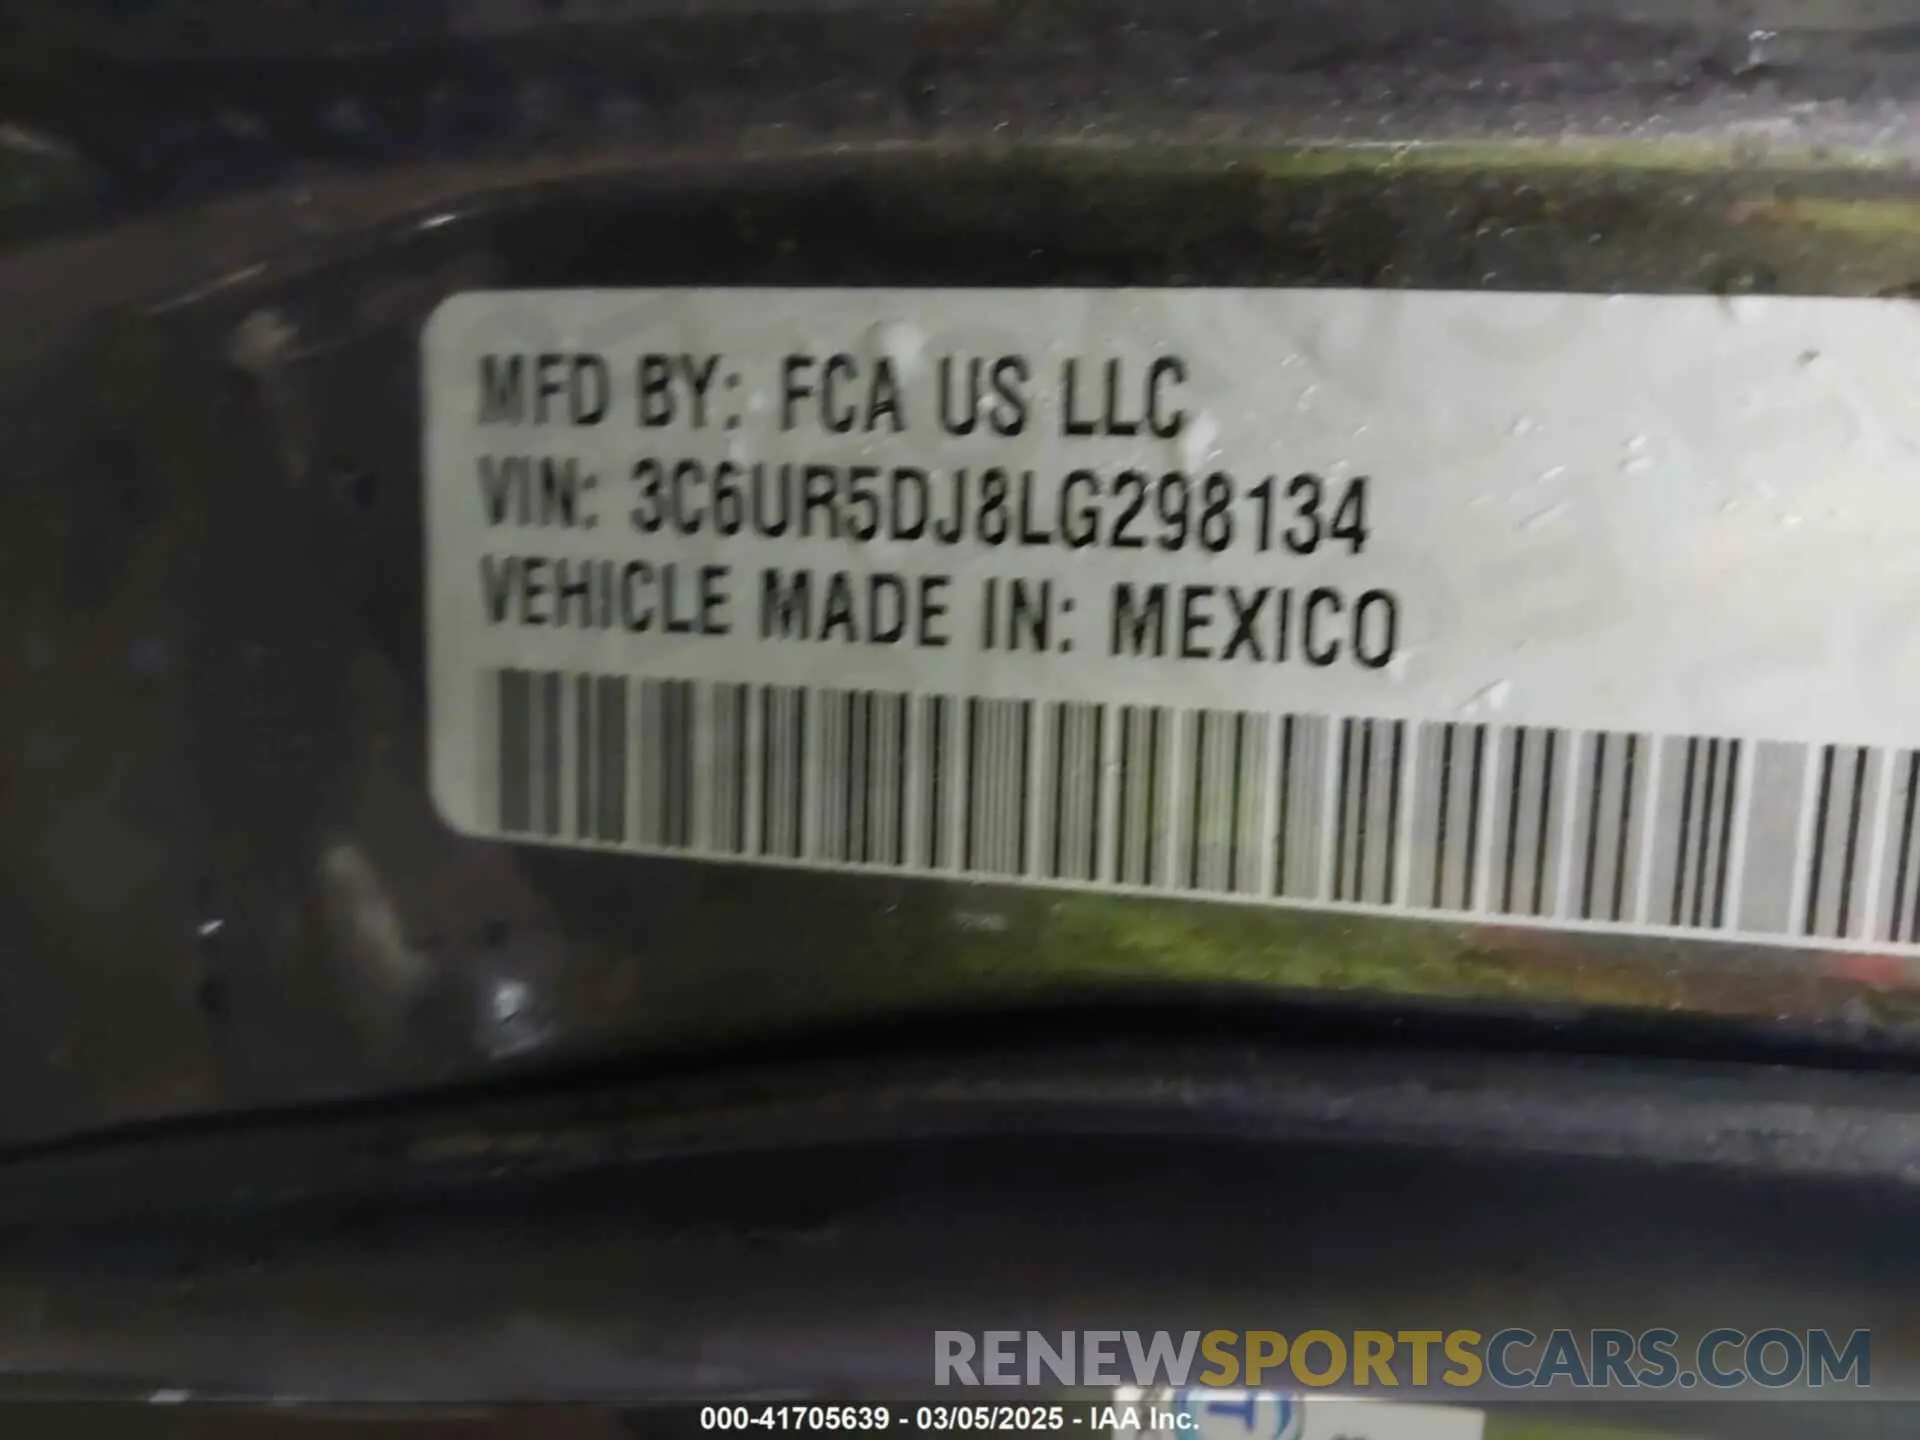 MFD BY: FCA US LLC
VIN: 3C6UR5DJ8LG298134
VEHICLE MADE IN: MEXICO
RENEWSPORTSCARS.COM
000-41705639 - 03/05/2025 - IAA Inc.
T